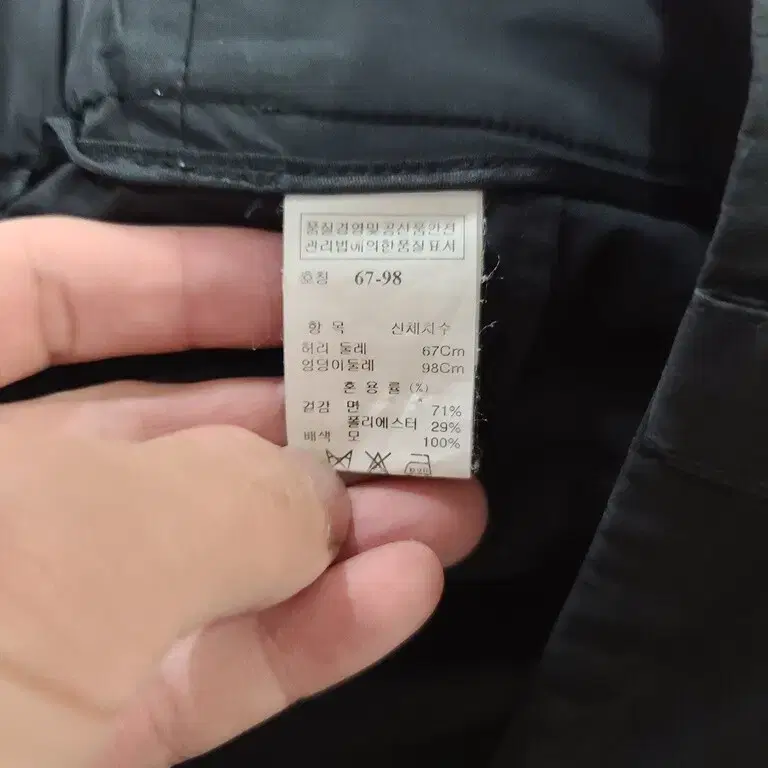 품질경영및공산품안전
관리법에의한품질표시
호칭 67-98
항 목 신체치수
허리 둘레 67Cm
엉덩이둘레 98Cm
혼 용 률 (%)
겉감 면 71%
폴리에스터 29%
배색 모 100%